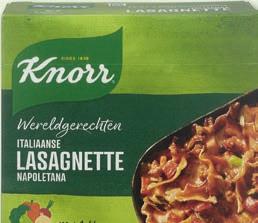 SINCE 1838
Knorr
Wereldgerechten
ITALIAANSE
LASAGNETTE
NAPOLETANA